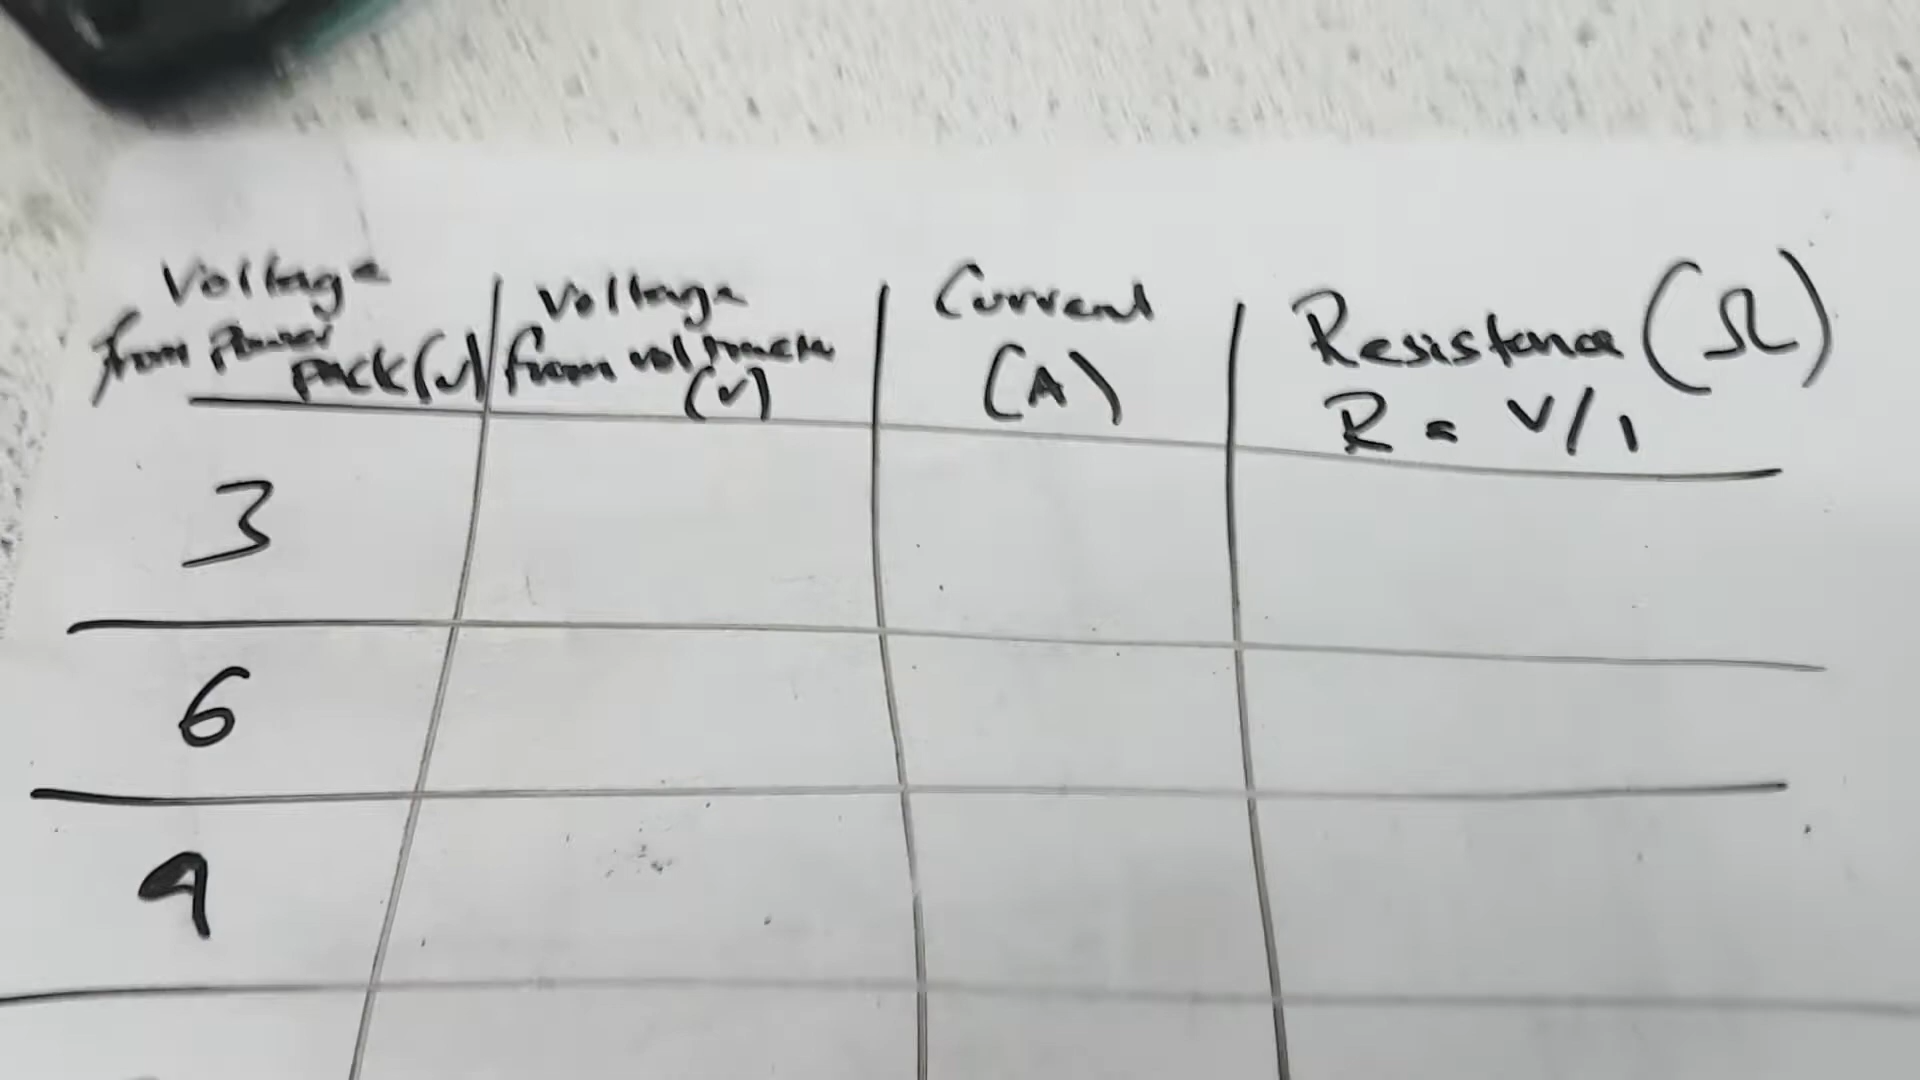 Voltage
from power
pack (v)
Voltage
from voltmeter
(v)
Current
(A)
Resistance (Ω)
R = V/I
3
6
9